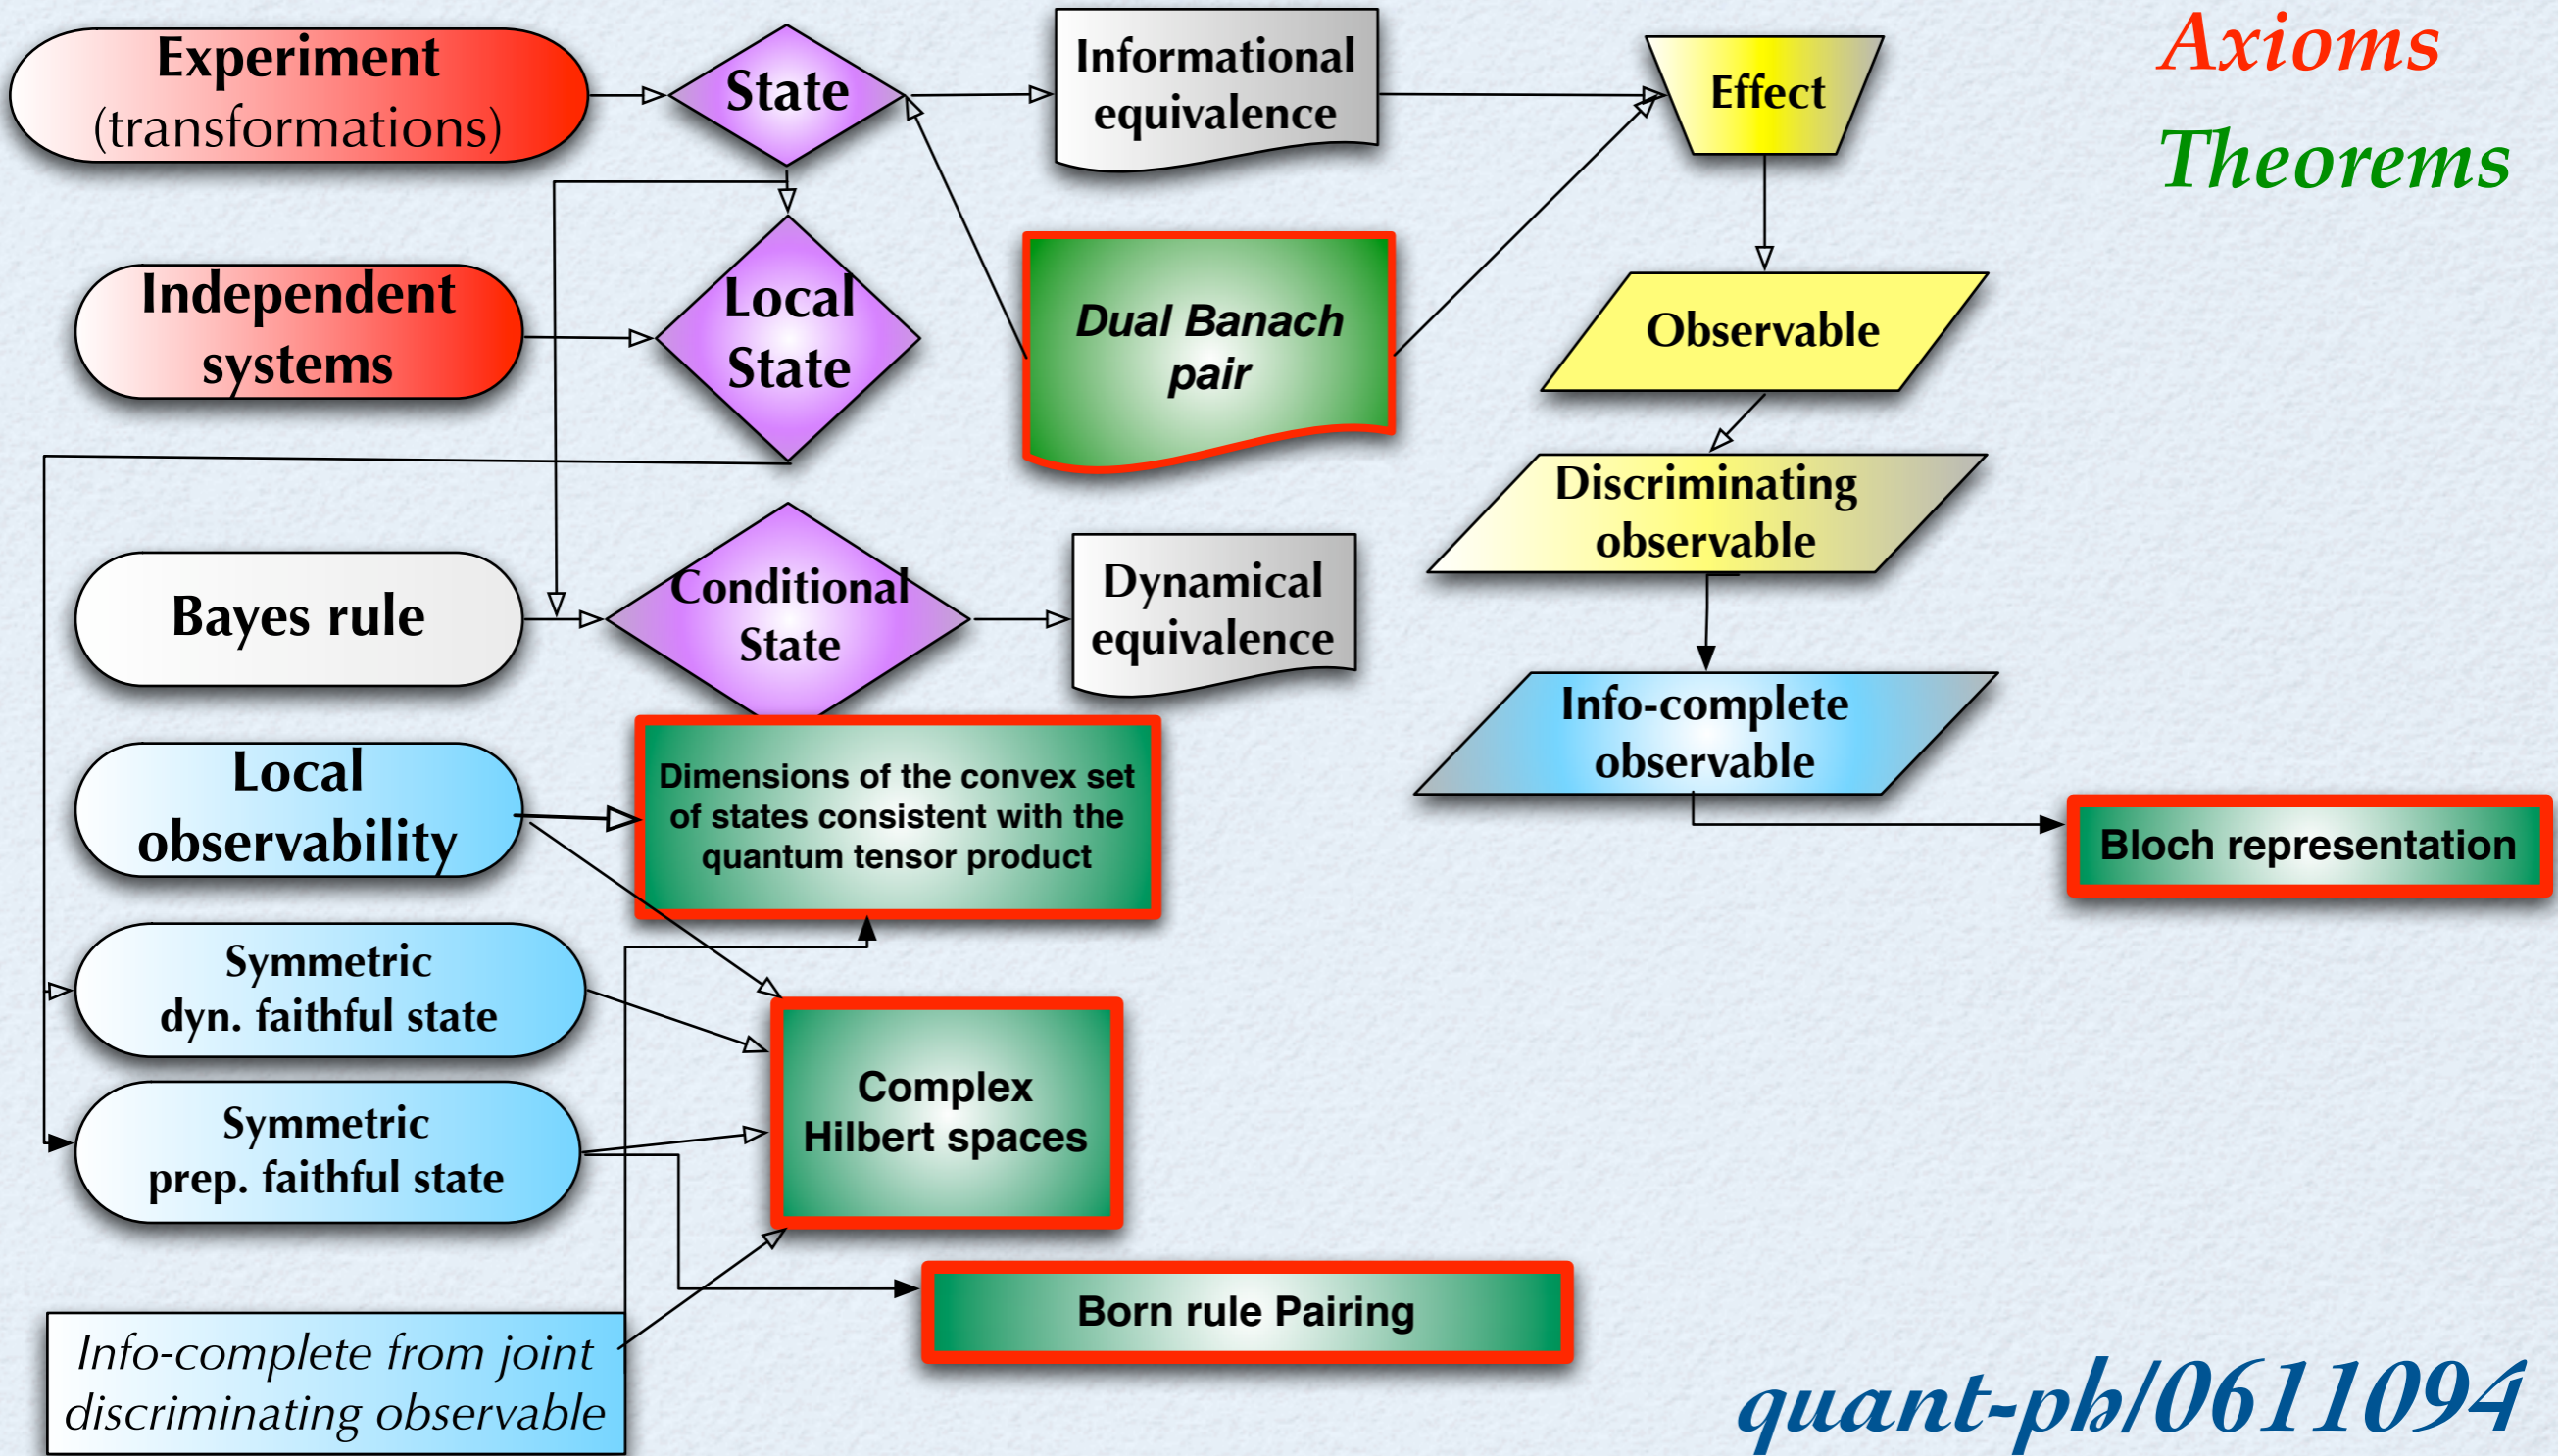 Experiment
(transformations)
State
Informational
equivalence
Effect
Axioms
Theorems
Independent
systems
Local
State
Dual Banach
pair
Observable
Discriminating
observable
Bayes rule
Conditional
State
Dynamical
equivalence
Info-complete
observable
Local
observability
Dimensions of the convex set
of states consistent with the
quantum tensor product
Bloch representation
Symmetric
dyn. faithful state
Complex
Hilbert spaces
Symmetric
prep. faithful state
Born rule Pairing
Info-complete from joint
discriminating observable
quant-ph/0611094